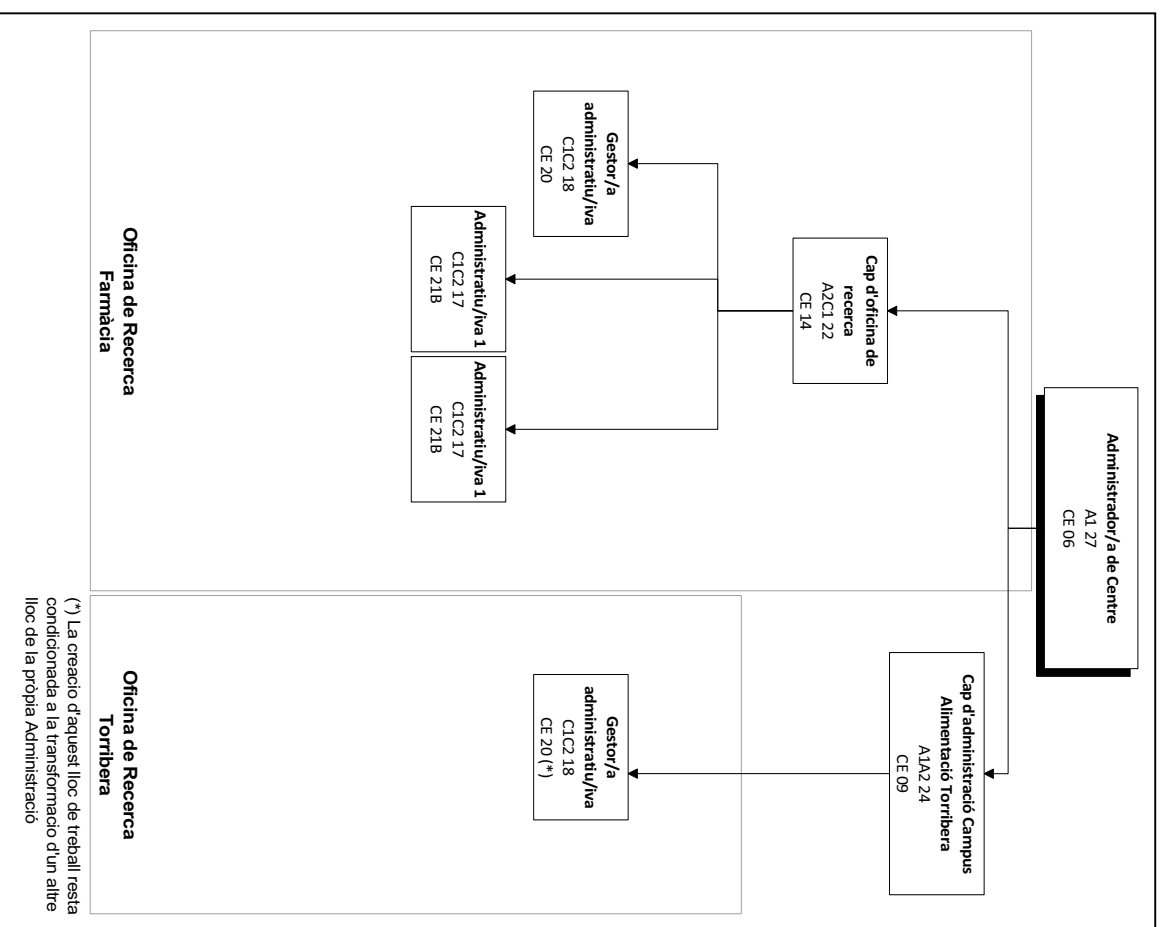 Administrador/a de Centre
A1 27
CE 06
Cap d'oficina de
recerca
A2C1 22
CE 14
Cap d'administració Campus
Alimentació Torribera
A1A2 24
CE 09
Gestor/a
administratiu/iva
C1C2 18
CE 20
Administratiu/iva 1
C1C2 17
CE 21B
Administratiu/iva 1
C1C2 17
CE 21B
Gestor/a
administratiu/iva
C1C2 18
CE 20 (*)
Oficina de Recerca
Farmàcia
Oficina de Recerca
Torribera
(*) La creacio d'aquest lloc de treball resta
condicionada a la transformacio d'un altre
lloc de la pròpia Administració